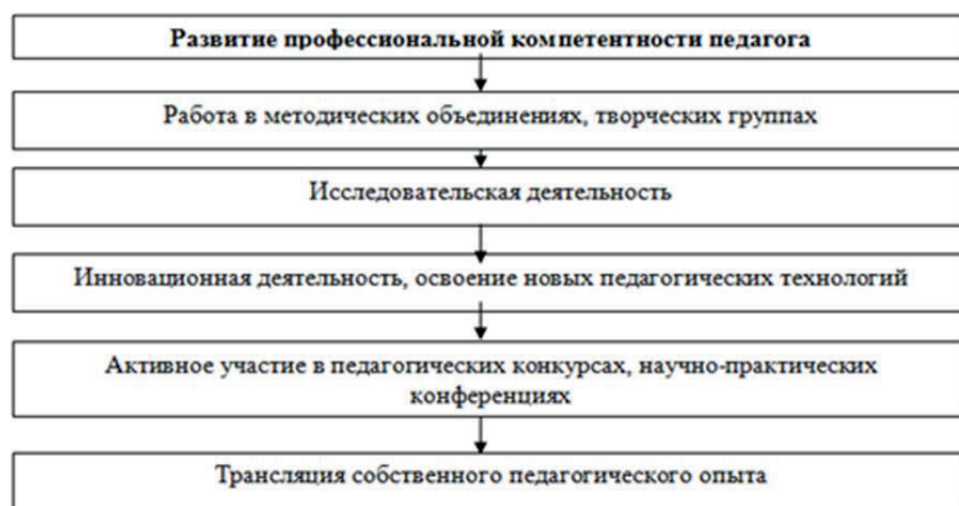 Развитие профессиональной компетентности педагога
Работа в методических объединениях, творческих группах
Исследовательская деятельность
Инновационная деятельность, освоение новых педагогических технологий
Активное участие в педагогических конкурсах, научно-практических
конференциях
Трансляция собственного педагогического опыта